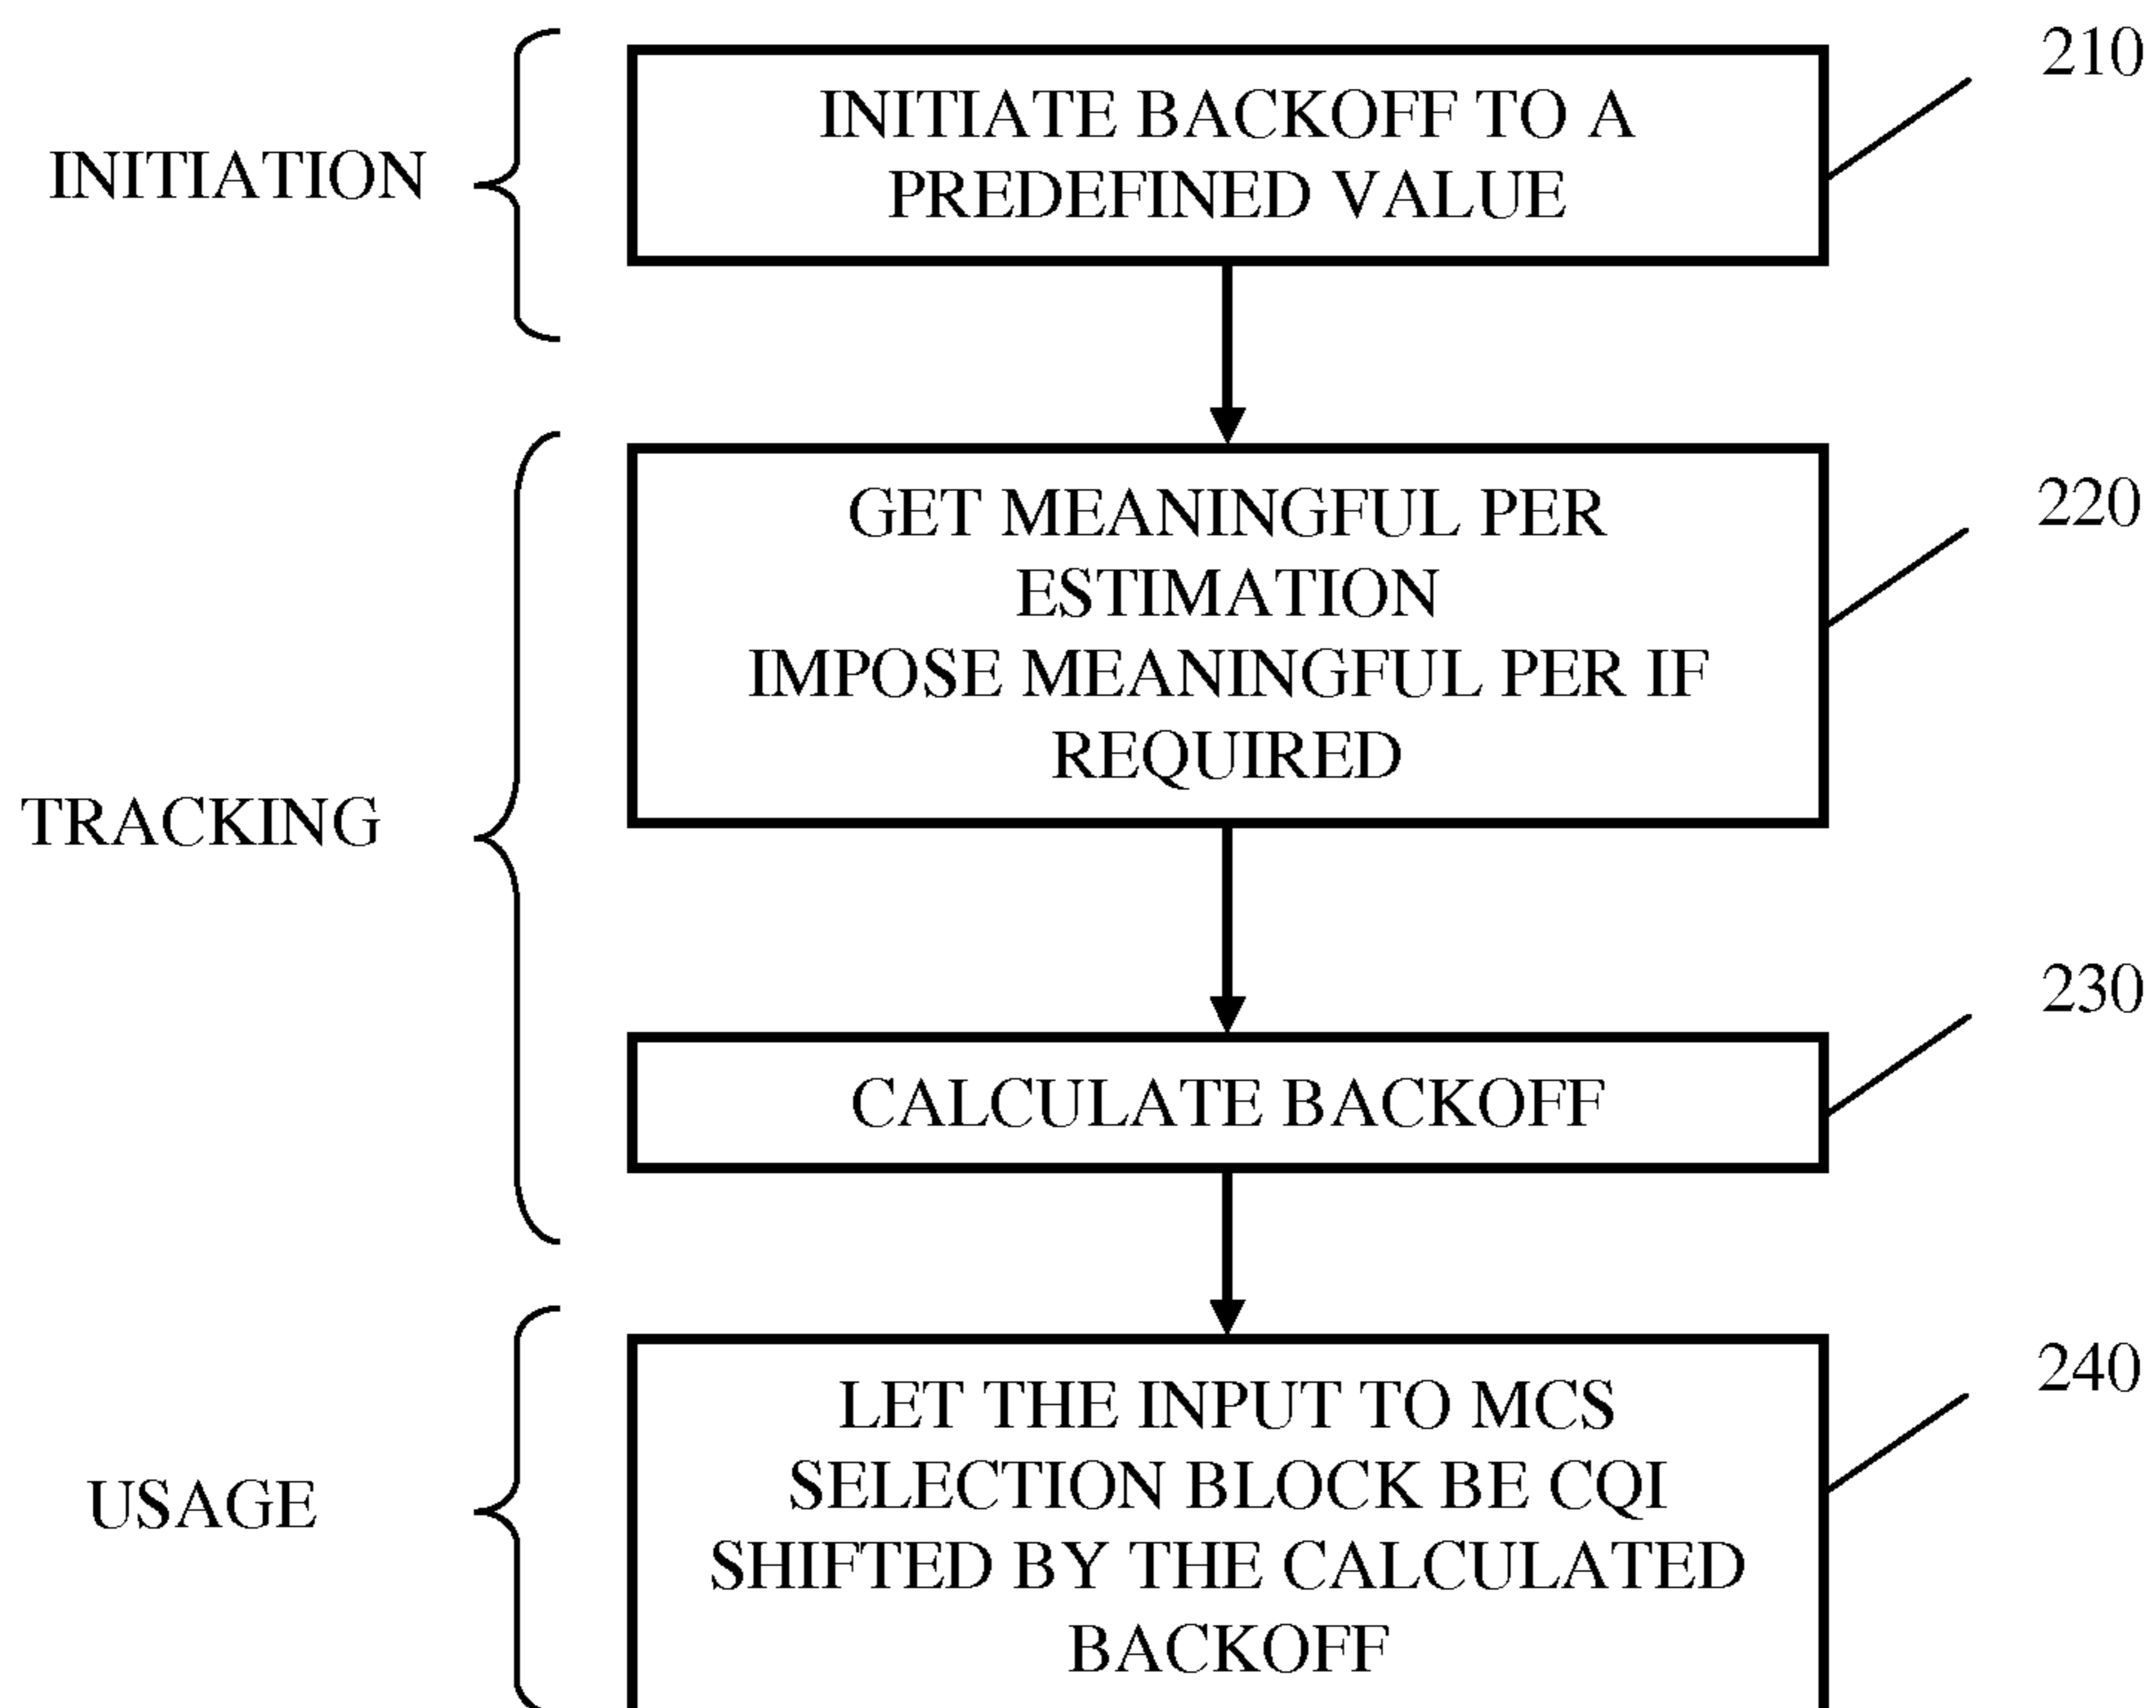 210
INITIATE BACKOFF TO A
PREDEFINED VALUE
INITIATION
220
GET MEANINGFUL PER
ESTIMATION
IMPOSE MEANINGFUL PER IF
REQUIRED
TRACKING
230
CALCULATE BACKOFF
240
LET THE INPUT TO MCS
SELECTION BLOCK BE CQI
SHIFTED BY THE CALCULATED
BACKOFF
USAGE